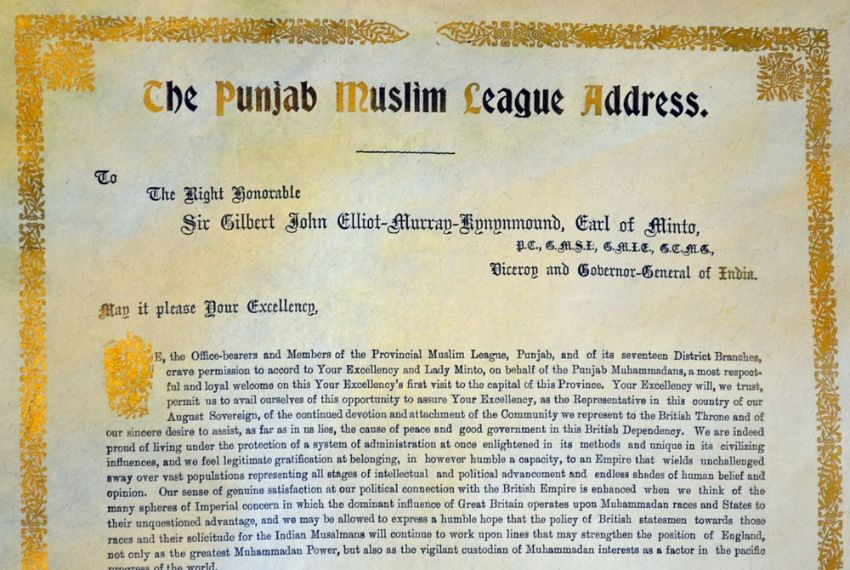 The Punjab Muslim League Address.
To
The Right Honorable
Sir Gilbert John Elliot-Murray-Kynynmound, Earl of Minto,
P.C., G.M.S.I., G.M.I.E., G.C.M.G.,
Viceroy and Governor-General of India.
May it please Your Excellency,
WE, the Office-bearers and Members of the Provincial Muslim League, Punjab, and of its seventeen District Branches,
crave permission to accord to Your Excellency and Lady Minto, on behalf of the Punjab Muhammadans, a most respect-
ful and loyal welcome on this Your Excellency's first visit to the capital of this Province. Your Excellency will, we trust,
permit us to avail ourselves of this opportunity to assure Your Excellency, as the Representative in this country of our
August Sovereign, of the continued devotion and attachment of the Community we represent to the British Throne and of
our sincere desire to assist, as far as in us lies, the cause of peace and good government in this British Dependency. We are indeed
proud of living under the protection of a system of administration at once enlightened in its methods and unique in its civilizing
influences, and we feel legitimate gratification at belonging, in however humble a capacity, to an Empire that wields unchallenged
sway over vast populations representing all stages of intellectual and political advancement and endless shades of human belief and
opinion. Our sense of genuine satisfaction at our political connection with the British Empire is enhanced when we think of the
many spheres of Imperial concern in which the dominant influence of Great Britain operates upon Muhammadan races and States to
their unquestioned advantage, and we may be allowed to express a humble hope that the policy of British statesmen towards those
races and their solicitude for the Indian Musalmans will continue to work upon lines that may strengthen the position of England,
not only as the greatest Muhammadan Power, but also as the vigilant custodian of Muhammadan interests as a factor in the pacific
progress of the world.